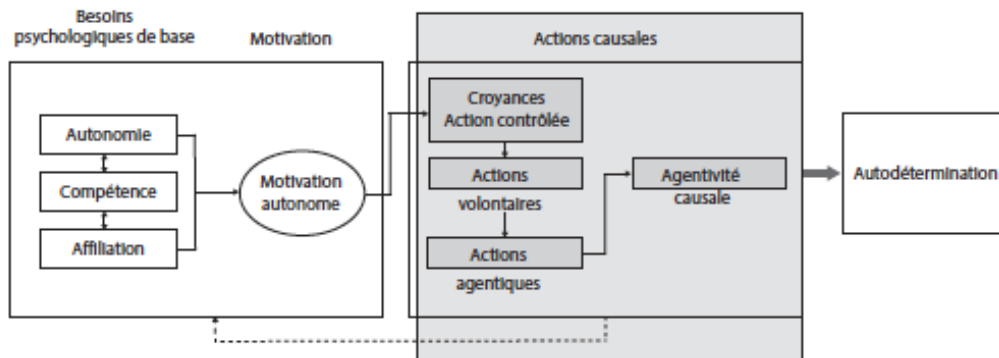 Besoins
psychologiques de base
Motivation
Actions causales
Autonomie
Compétence
Affiliation
Motivation
autonome
Croyances
Action contrôlée
Actions
volontaires
Actions
agentiques
Agentivité
causale
Autodétermination